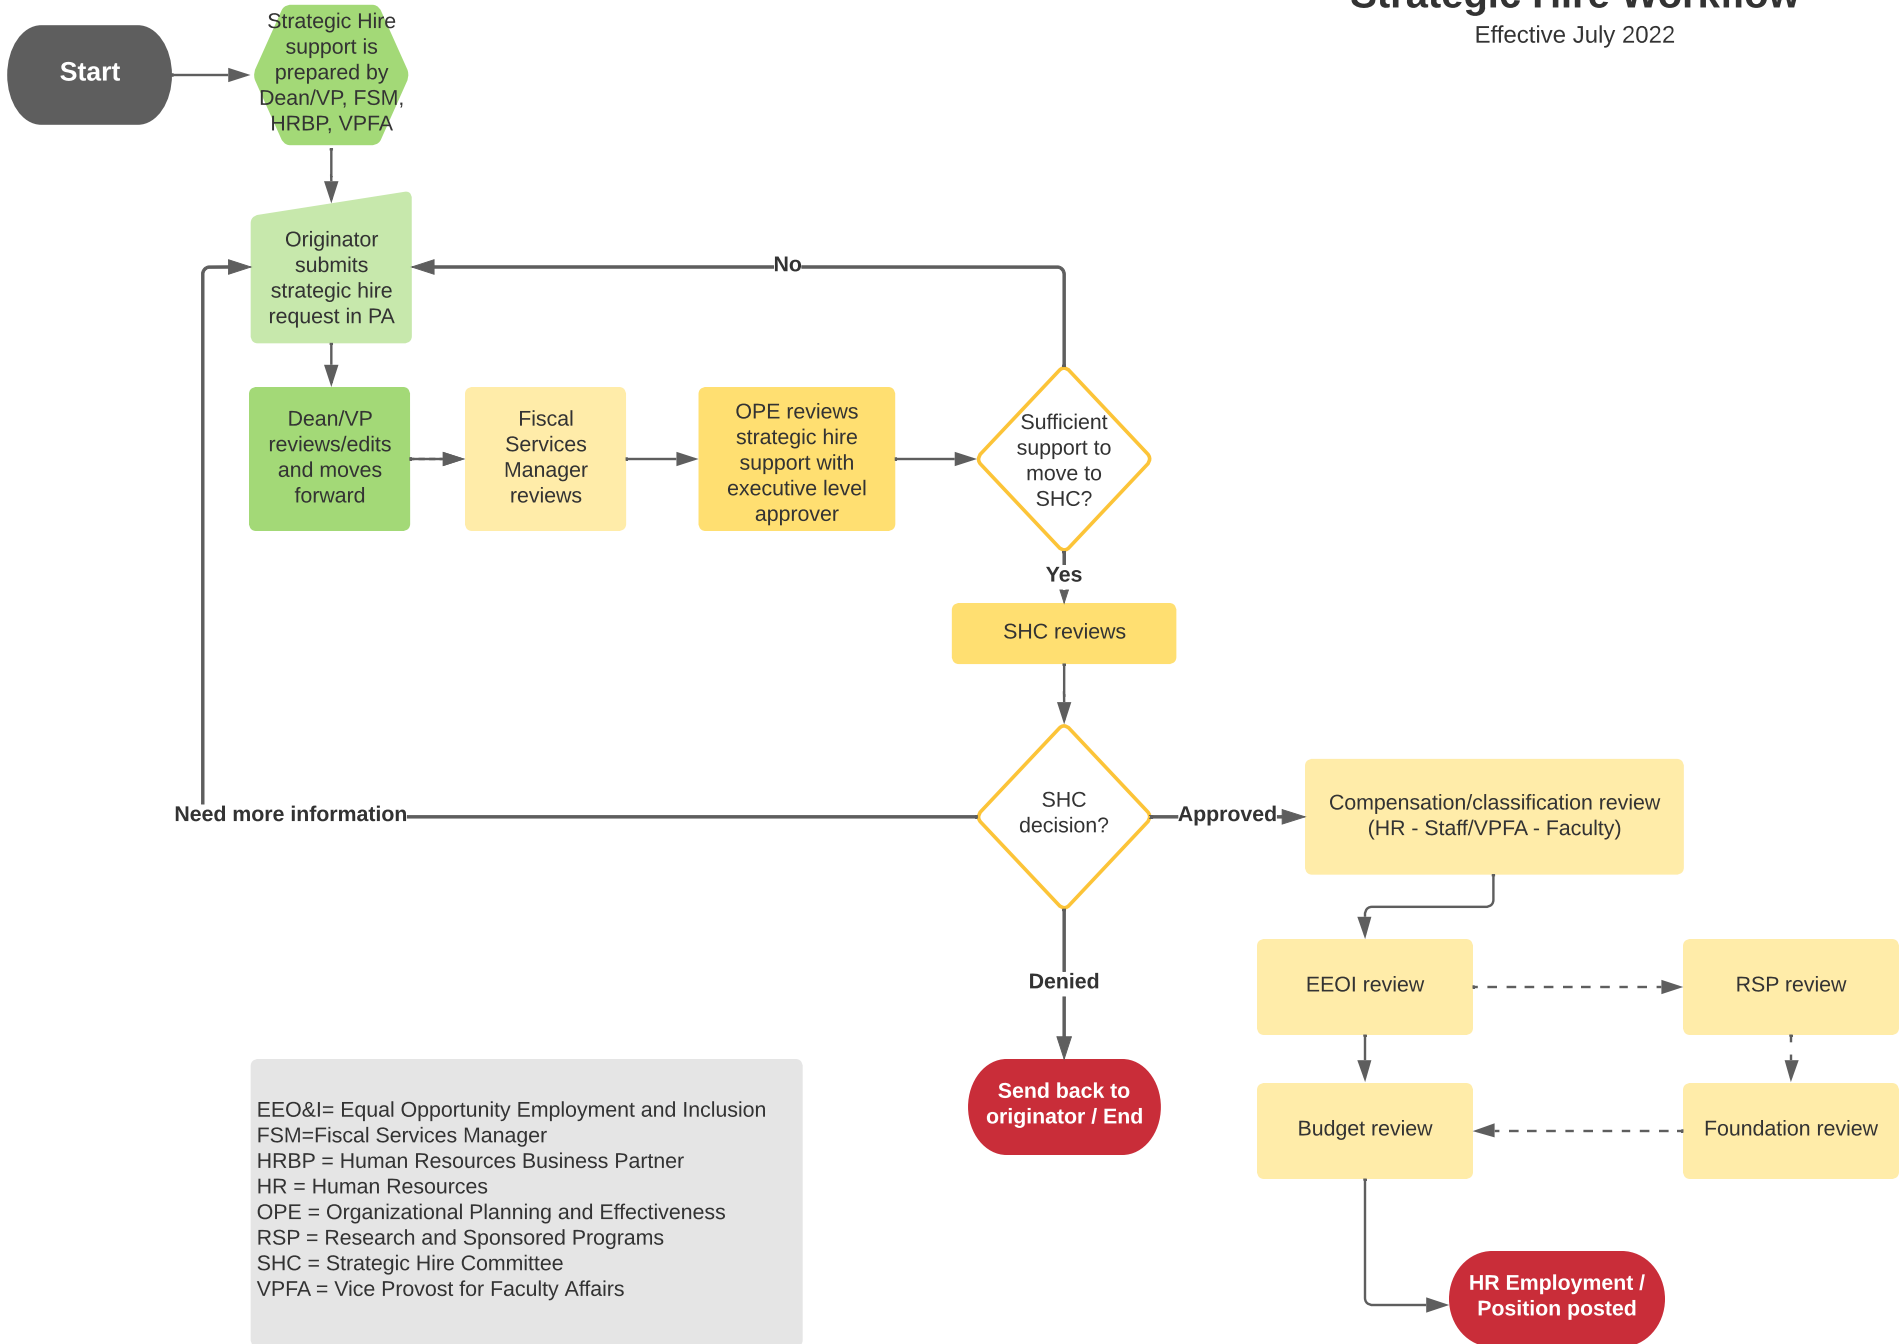 Strategic Hire Workflow
Effective July 2022
Start
Strategic Hire
support is
prepared by
Dean/VP, FSM,
HRBP, VPFA
Originator
submits
strategic hire
request in PA
No
Dean/VP
reviews/edits
and moves
forward
Fiscal
Services
Manager
reviews
OPE reviews
strategic hire
support with
executive level
approver
Sufficient
support to
move to
SHC?
Yes
SHC reviews
SHC
decision?
Need more information
Approved
Compensation/classification review
(HR - Staff/VPFA - Faculty)
Denied
EEOI review
RSP review
Send back to
originator / End
Budget review
Foundation review
HR Employment /
Position posted
EEO&I= Equal Opportunity Employment and Inclusion
FSM=Fiscal Services Manager
HRBP = Human Resources Business Partner
HR = Human Resources
OPE = Organizational Planning and Effectiveness
RSP = Research and Sponsored Programs
SHC = Strategic Hire Committee
VPFA = Vice Provost for Faculty Affairs